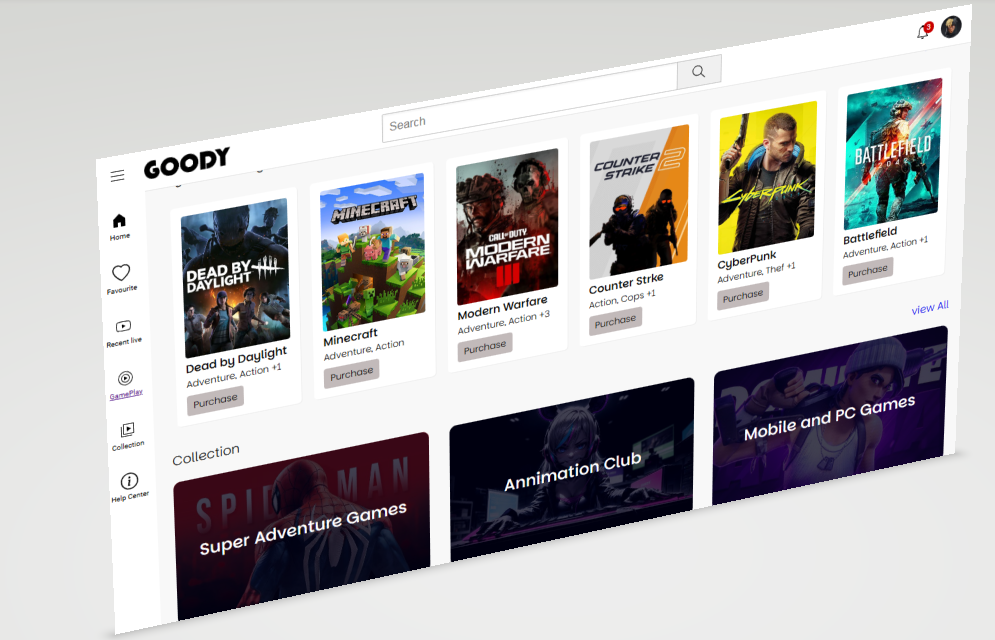 3
Search
GOODY
Home
Favourite
Recent live
GamePlay
Collection
Help Center
DEAD BY
DAYLIGHT
Dead by Daylight
Adventure, Action +1
Purchase
MINECRAFT
Minecraft
Adventure, Action
Purchase
CALL OF DUTY
MODERN
WARFARE
III
Modern Warfare
Adventure, Action +3
Purchase
COUNTER
STRIKE 2
Counter Strke
Action, Cops +1
Purchase
CYBERPUNK
CyberPunk
Adventure, Thef +1
Purchase
BATTLEFIELD
2042
Battlefield
Adventure, Action +1
Purchase
view All
Collection
SPIDER MAN
Super Adventure Games
Annimation Club
Mobile and PC Games